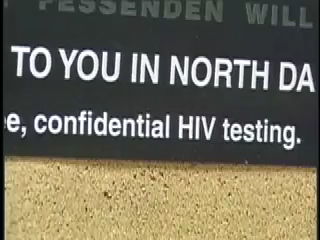 FESSENDEN WILL
TO YOU IN NORTH DA
e, confidential HIV testing.